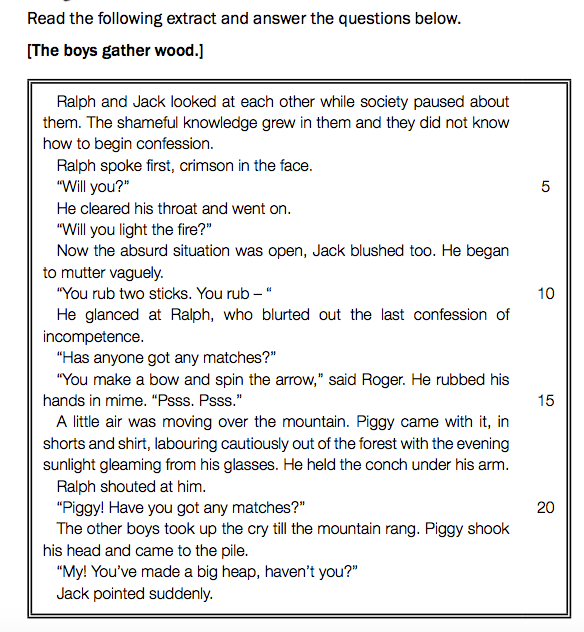 Read the following extract and answer the questions below.
[The boys gather wood.]
Ralph and Jack looked at each other while society paused about
them. The shameful knowledge grew in them and they did not know
how to begin confession.
Ralph spoke first, crimson in the face.
“Will you?” 5
He cleared his throat and went on.
“Will you light the fire?”
Now the absurd situation was open, Jack blushed too. He began
to mutter vaguely.
“You rub two sticks. You rub – “ 10
He glanced at Ralph, who blurted out the last confession of
incompetence.
“Has anyone got any matches?”
“You make a bow and spin the arrow,” said Roger. He rubbed his
hands in mime. “Psss. Psss.” 15
A little air was moving over the mountain. Piggy came with it, in
shorts and shirt, labouring cautiously out of the forest with the evening
sunlight gleaming from his glasses. He held the conch under his arm.
Ralph shouted at him.
“Piggy! Have you got any matches?” 20
The other boys took up the cry till the mountain rang. Piggy shook
his head and came to the pile.
“My! You’ve made a big heap, haven’t you?”
Jack pointed suddenly.